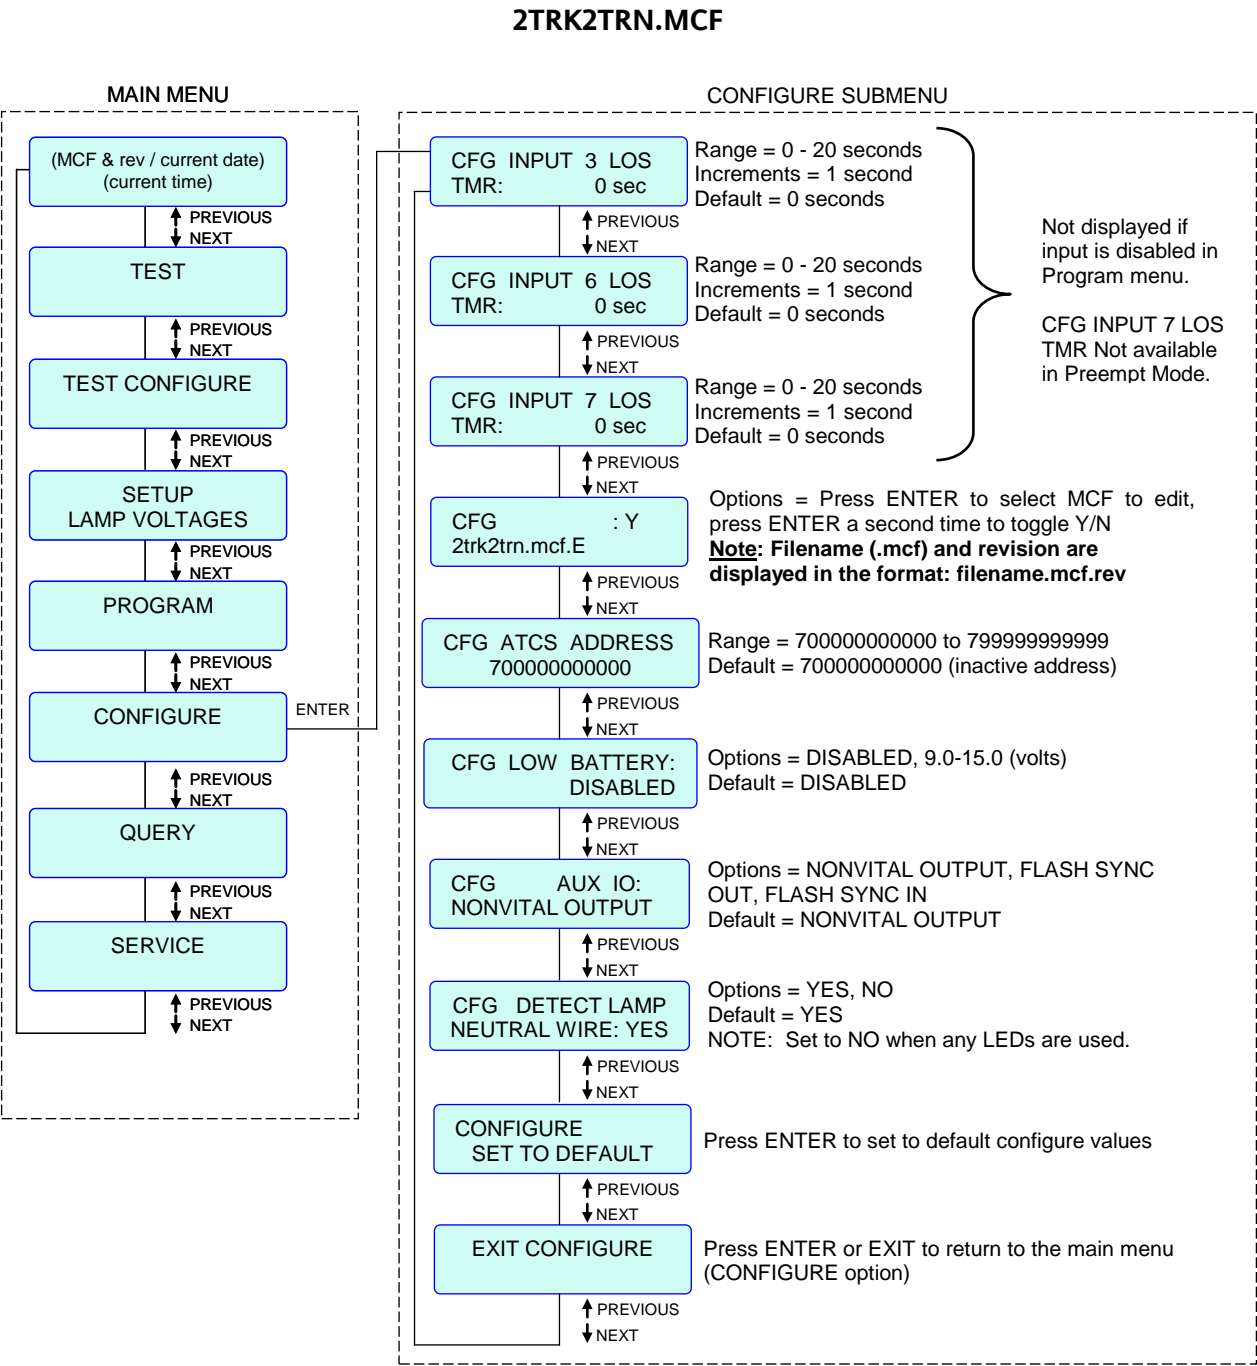 2TRK2TRN.MCF
MAIN MENU
(MCF & rev / current date)
(current time)
PREVIOUS
NEXT
TEST
PREVIOUS
NEXT
TEST CONFIGURE
PREVIOUS
NEXT
SETUP
LAMP VOLTAGES
PREVIOUS
NEXT
PROGRAM
PREVIOUS
NEXT
CONFIGURE
ENTER
PREVIOUS
NEXT
QUERY
PREVIOUS
NEXT
SERVICE
PREVIOUS
NEXT
CONFIGURE SUBMENU
CFG INPUT 3 LOS
TMR: 0 sec
Range = 0 - 20 seconds
Increments = 1 second
Default = 0 seconds
PREVIOUS
NEXT
CFG INPUT 6 LOS
TMR: 0 sec
Range = 0 - 20 seconds
Increments = 1 second
Default = 0 seconds
PREVIOUS
NEXT
CFG INPUT 7 LOS
TMR: 0 sec
Range = 0 - 20 seconds
Increments = 1 second
Default = 0 seconds
Not displayed if
input is disabled in
Program menu.
CFG INPUT 7 LOS
TMR Not available
in Preempt Mode.
PREVIOUS
NEXT
CFG : Y
2trk2trn.mcf.E
Options = Press ENTER to select MCF to edit,
press ENTER a second time to toggle Y/N
Note: Filename (.mcf) and revision are
displayed in the format: filename.mcf.rev
PREVIOUS
NEXT
CFG ATCS ADDRESS
700000000000
Range = 700000000000 to 799999999999
Default = 700000000000 (inactive address)
PREVIOUS
NEXT
CFG LOW BATTERY:
DISABLED
Options = DISABLED, 9.0-15.0 (volts)
Default = DISABLED
PREVIOUS
NEXT
CFG AUX IO:
NONVITAL OUTPUT
Options = NONVITAL OUTPUT, FLASH SYNC
OUT, FLASH SYNC IN
Default = NONVITAL OUTPUT
PREVIOUS
NEXT
CFG DETECT LAMP
NEUTRAL WIRE: YES
Options = YES, NO
Default = YES
NOTE: Set to NO when any LEDs are used.
PREVIOUS
NEXT
CONFIGURE
SET TO DEFAULT
Press ENTER to set to default configure values
PREVIOUS
NEXT
EXIT CONFIGURE
Press ENTER or EXIT to return to the main menu
(CONFIGURE option)
PREVIOUS
NEXT